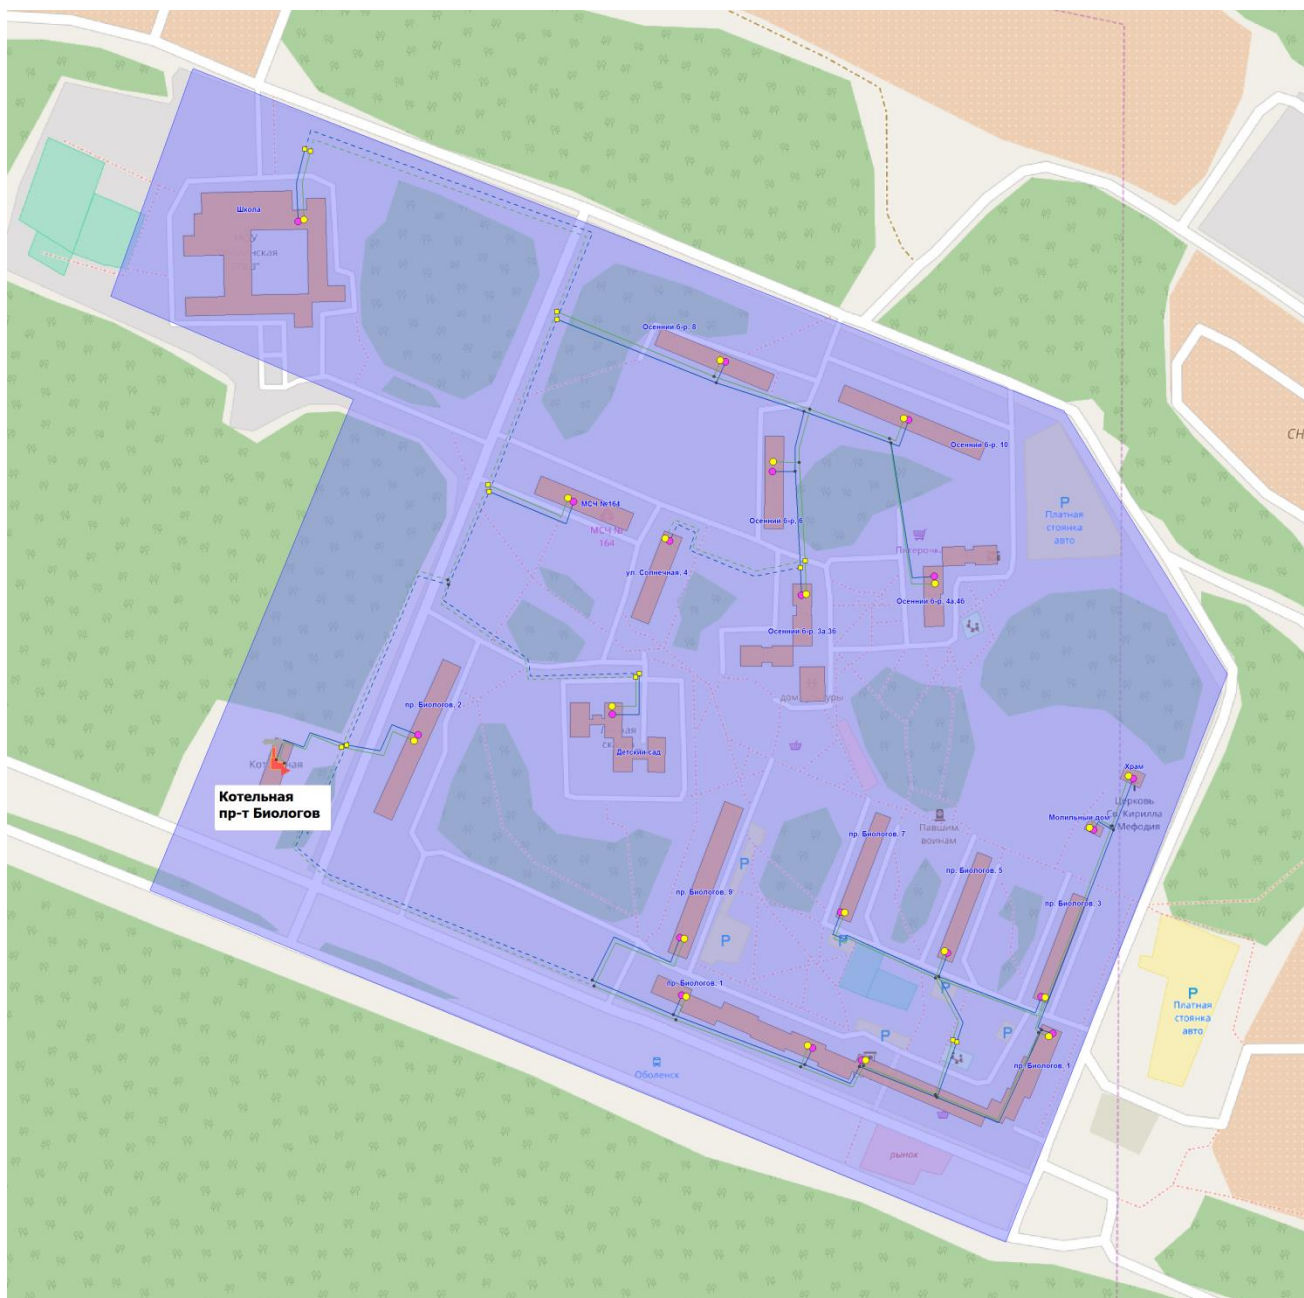 Школа
Осенний б-р. 8
Осенний б-р. 10
СН
P
Платная
стоянка
авто
МСЧ №164
МСЧ №
164
Осенний б-р. 6
ул. Солнечная, 4
Осенний б-р. 4а,4б
Осенний б-р. 3а,3б
пр. Биологов, 2
Детский сад
Котельная
пр-т Биологов
Храм
Церковь
Св. Кирилла
Мефодия
Молильный дом
Павшим
воинам
пр. Биологов, 7
пр. Биологов, 5
пр. Биологов, 3
пр. Биологов, 9
P
P
P
P
P
P
P
Платная
стоянка
авто
пр. Биологов, 1
пр. Биологов, 1
Оболенск
рынок